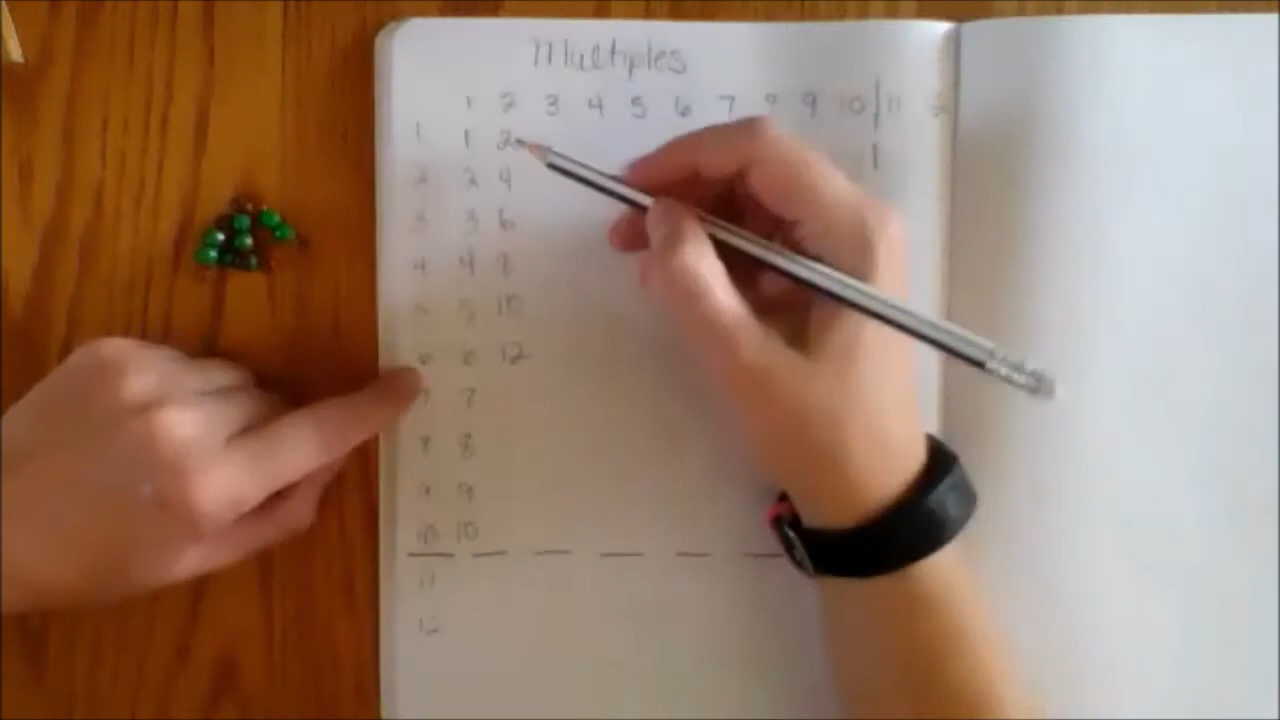 Multiples
1 2 3 4 5 6 7 8 9 10 11
1 1 2
2 2 4
3 3 6
4 4 8
5 5 10
6 6 12
7 7
8 8
9 9
10 10
11
12